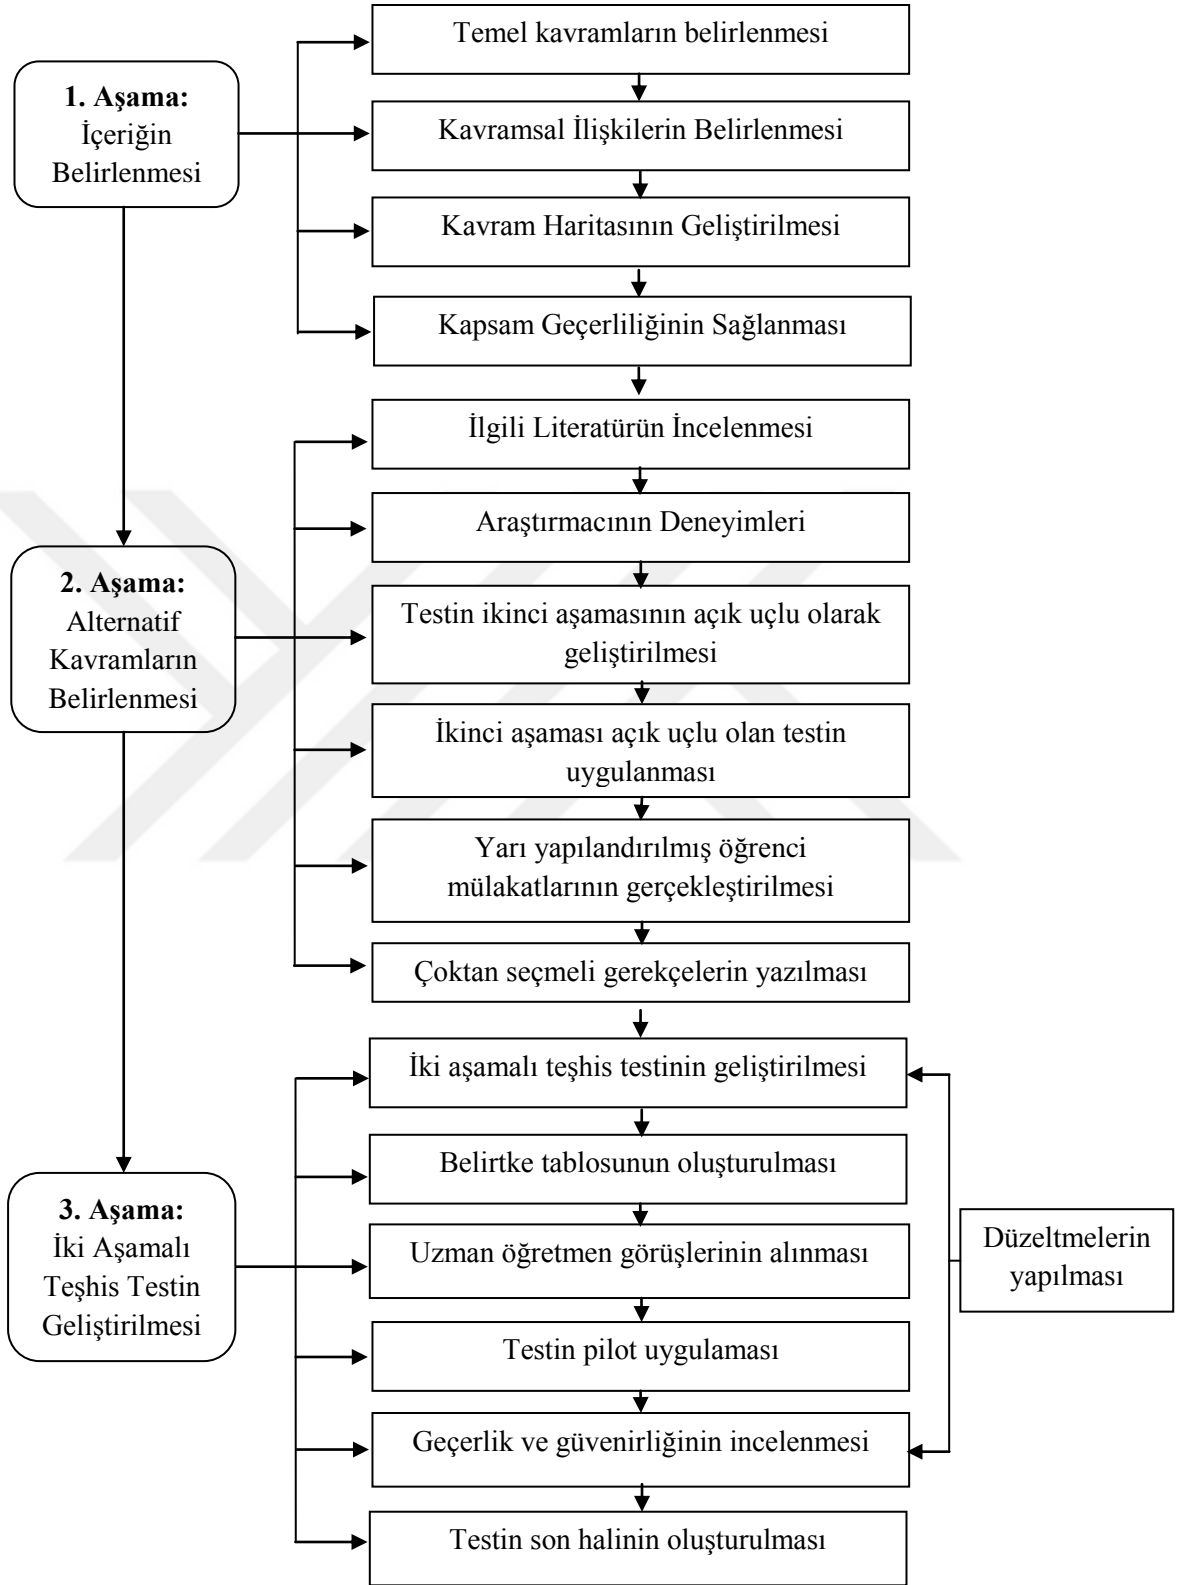 Temel kavramların belirlenmesi
1. Aşama:
İçeriğin
Belirlenmesi
Kavramsal İlişkilerin Belirlenmesi
Kavram Haritasının Geliştirilmesi
Kapsam Geçerliliğinin Sağlanması
İlgili Literatürün İncelenmesi
Araştırmacının Deneyimleri
2. Aşama:
Alternatif
Kavramların
Belirlenmesi
Testin ikinci aşamasının açık uçlu olarak
geliştirilmesi
İkinci aşaması açık uçlu olan testin
uygulanması
Yarı yapılandırılmış öğrenci
mülakatlarının gerçekleştirilmesi
Çoktan seçmeli gerekçelerin yazılması
İki aşamalı teşhis testinin geliştirilmesi
Belirtke tablosunun oluşturulması
3. Aşama:
İki Aşamalı
Teşhis Testin
Geliştirilmesi
Uzman öğretmen görüşlerinin alınması
Düzeltmelerin
yapılması
Testin pilot uygulaması
Geçerlik ve güvenirliğinin incelenmesi
Testin son halinin oluşturulması